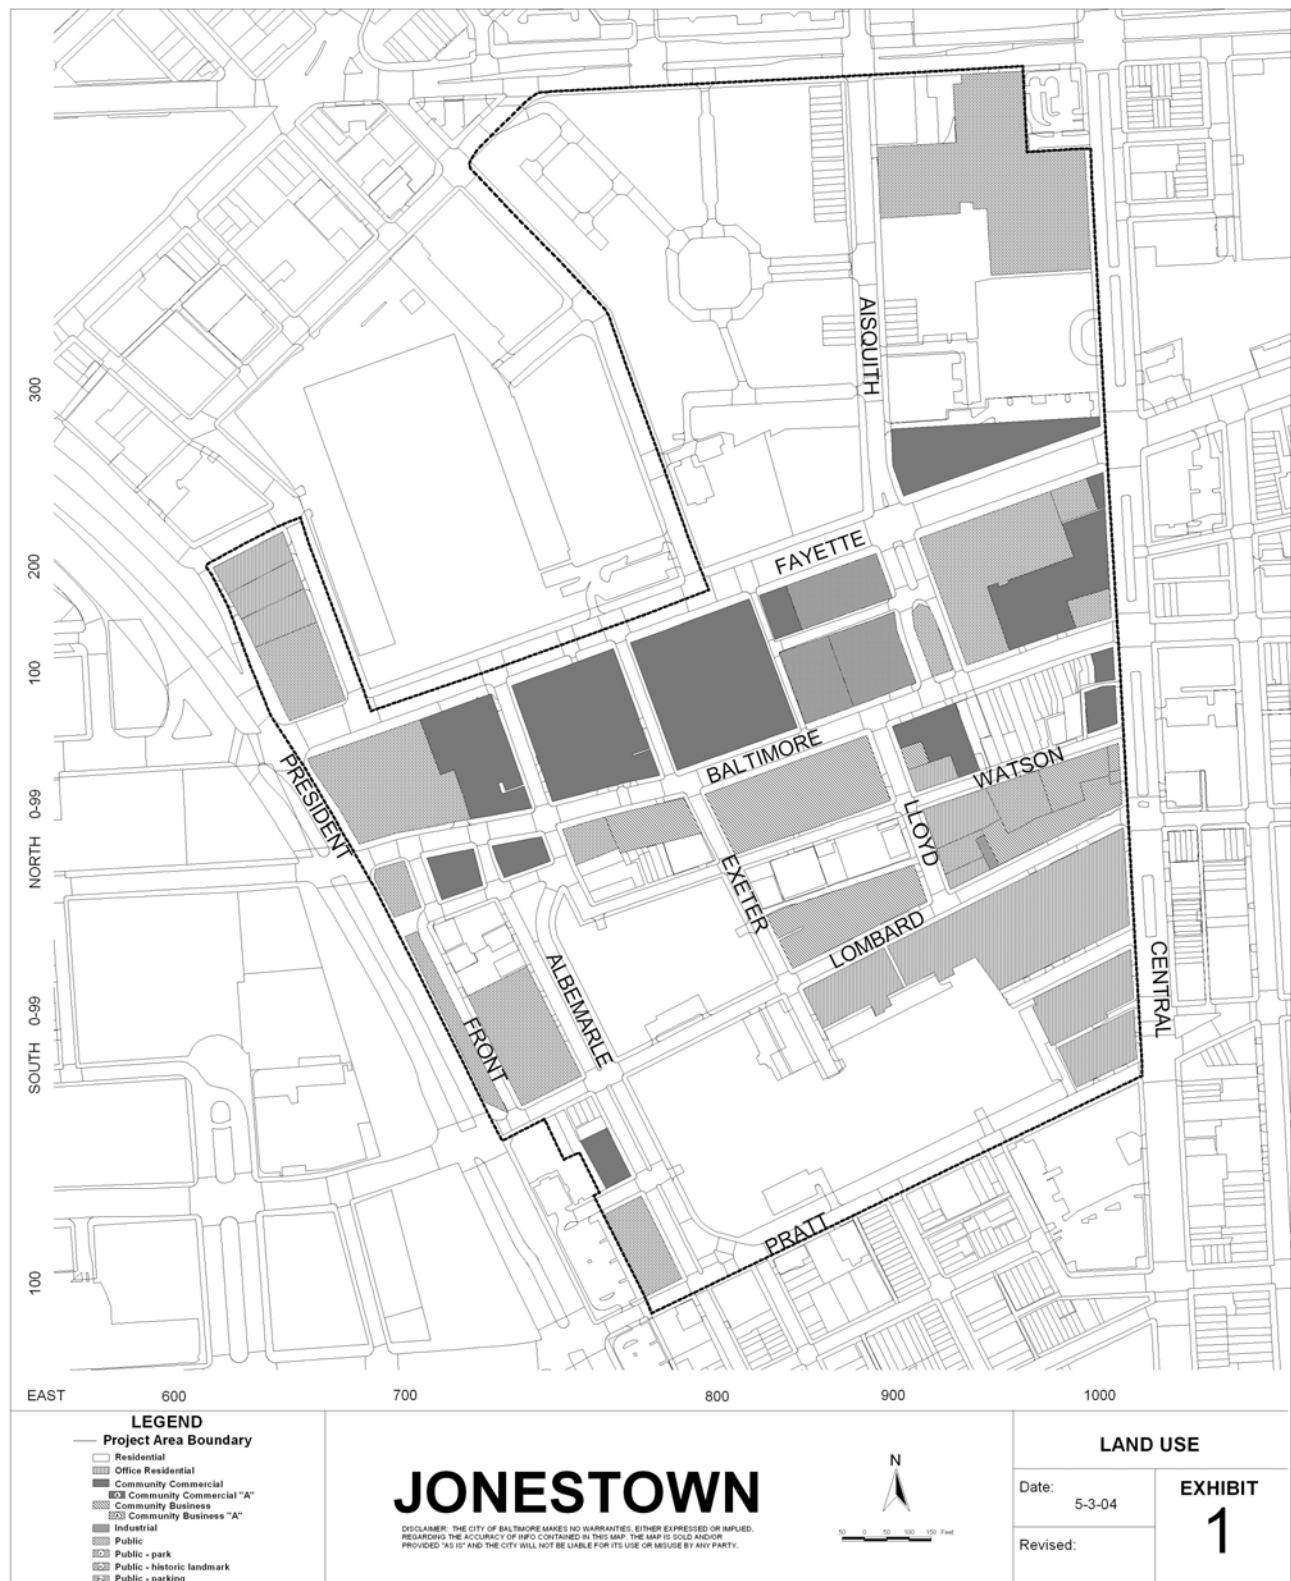 AISQUITH
300
FAYETTE
200
100
PRESIDENT
BALTIMORE
WATSON
NORTH 0-99
LLOYD
EXETER
LOMBARD
ALBEMARLE
CENTRAL
SOUTH 0-99
FRONT
PRATT
100
EAST 600 700 800 900 1000
LEGEND
Project Area Boundary
Residential
Office Residential
Community Commercial
Community Commercial "A"
Community Business
Community Business "A"
Industrial
Public
Public - park
Public - historic landmark
Public - parking
JONESTOWN
DISCLAIMER: THE CITY OF BALTIMORE MAKES NO WARRANTIES, EITHER EXPRESSED OR IMPLIED,
REGARDING THE ACCURACY OF INFO CONTAINED IN THIS MAP. THE MAP IS SOLD AND/OR
PROVIDED "AS IS" AND THE CITY WILL NOT BE LIABLE FOR ITS USE OR MISUSE BY ANY PARTY.
N
50 0 50 100 150 Feet
LAND USE
Date:
5-3-04
Revised:
EXHIBIT
1